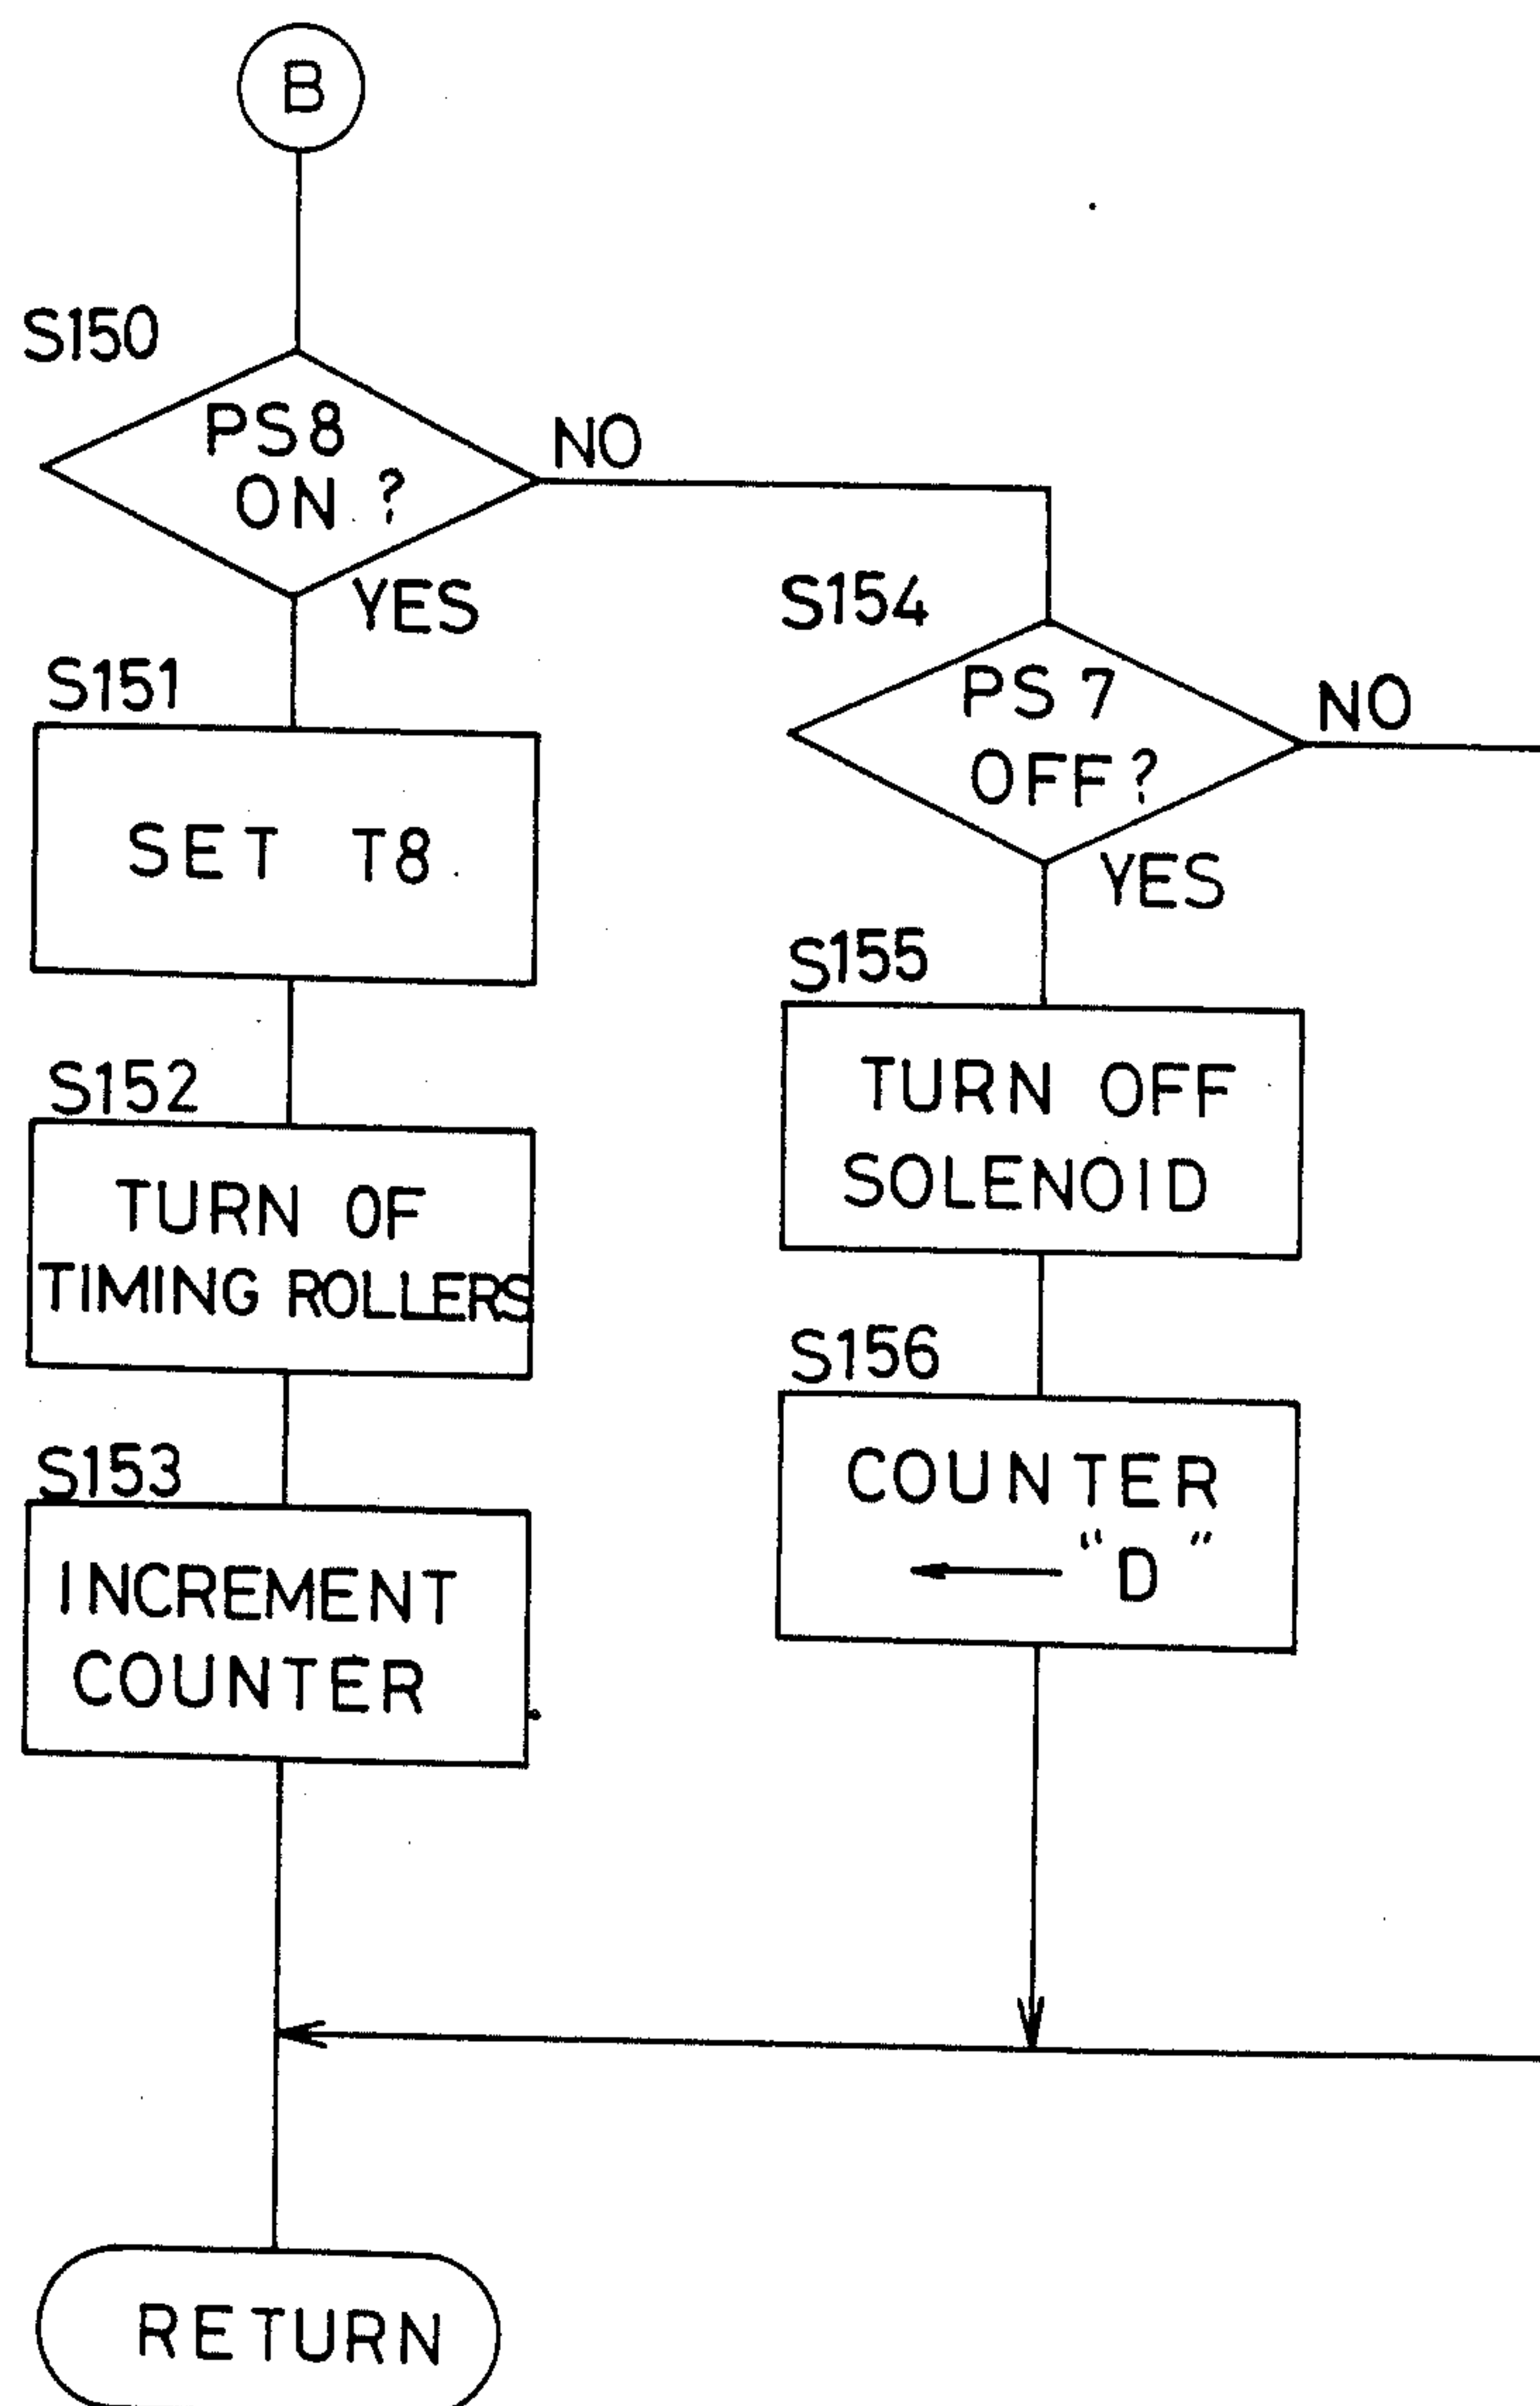 B
S150
PS8
ON ?
NO
YES
S151
SET T8
S152
TURN OF
TIMING ROLLERS
S153
INCREMENT
COUNTER
S154
PS 7
OFF?
NO
YES
S155
TURN OFF
SOLENOID
S156
COUNTER
← "D"
RETURN